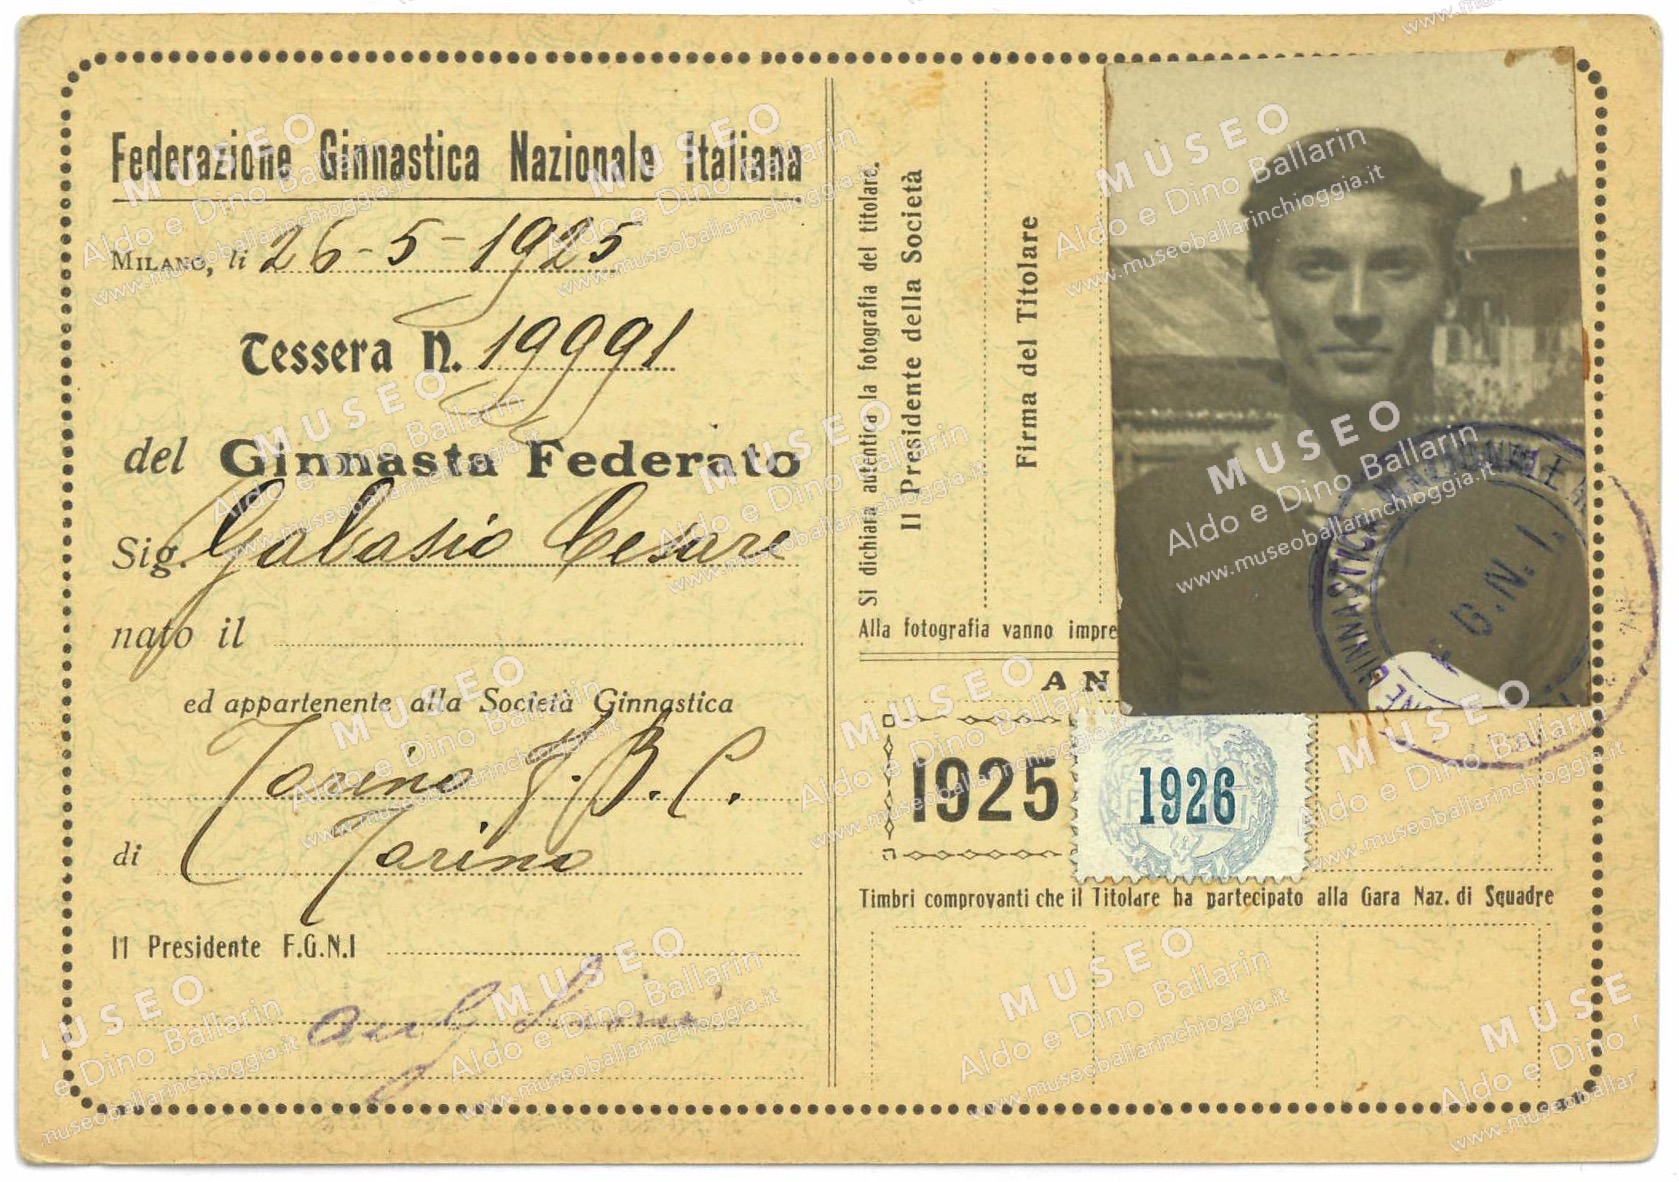 Federazione Ginnastica Nazionale Italiana
MILANO, li 26-5-1925
Tessera N. 19991
del Ginnasta Federato
Sig. Gabasio Cesare
nato il
ed appartenente alla Società Ginnastica
Torino F.B.C.
di Torino
Il Presidente F.G.N.I
Si dichiara autentica la fotografia del titolare.
Il Presidente della Società
Firma del Titolare
Alla fotografia vanno impre
AN
1925
1926
Timbri comprovanti che il Titolare ha partecipato alla Gara Naz. di Squadre
G.N.I.
MUSEO
Aldo e Dino Ballarin
www.museoballarinchioggia.it